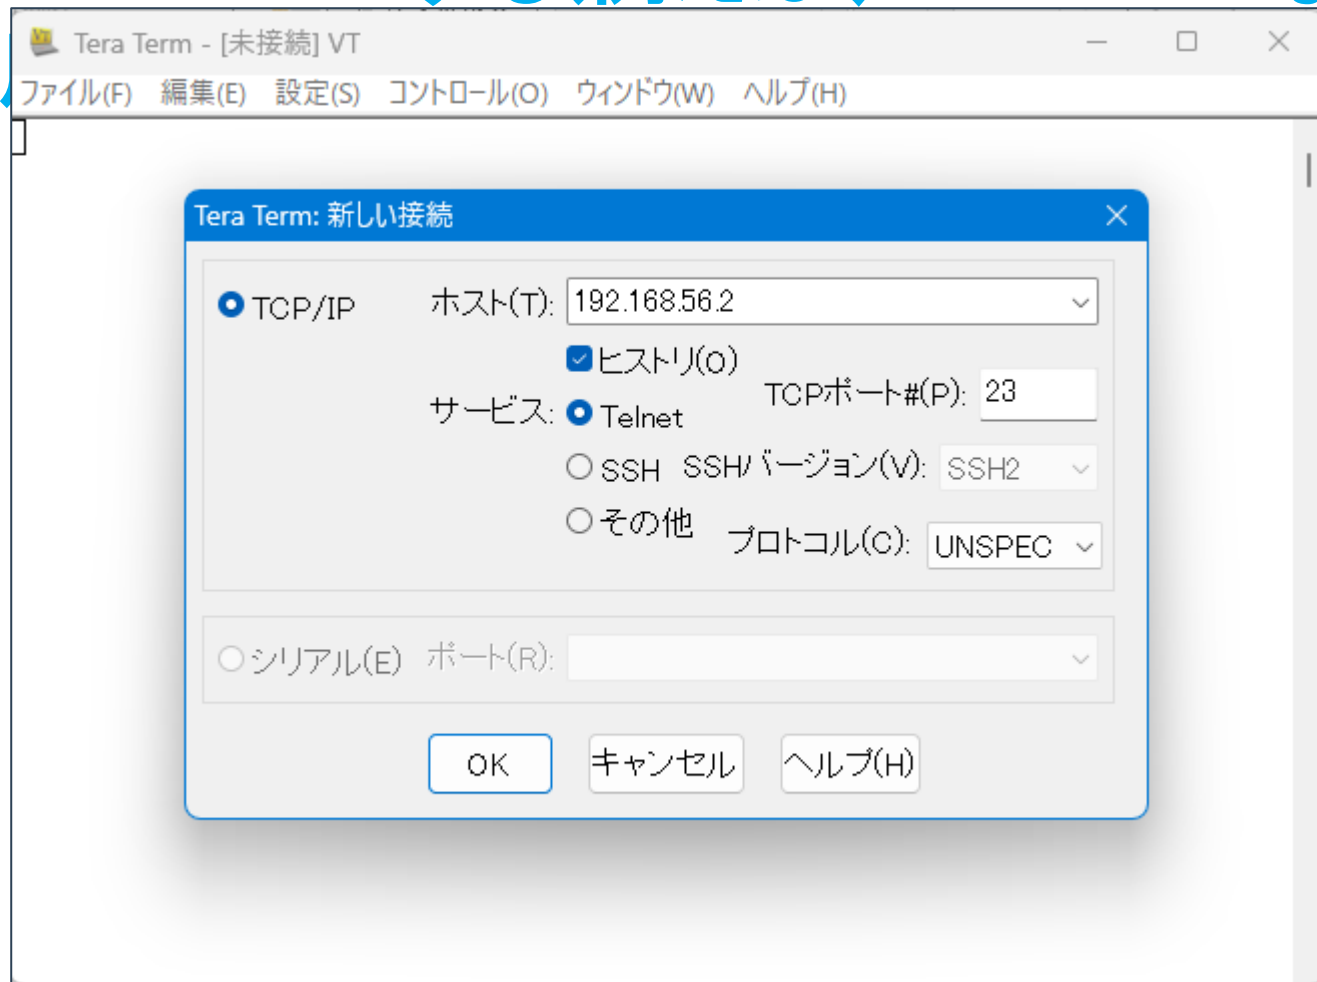 Tera Term - [未接続] VT
ファイル(F) 編集(E) 設定(S) コントロール(O) ウィンドウ(W) ヘルプ(H)
Tera Term: 新しい接続
TCP/IP ホスト(T): 192.168.56.2
ヒストリ(O)
サービス: Telnet TCPポート#(P): 23
SSH SSHバージョン(V): SSH2
その他 プロトコル(C): UNSPEC
シリアル(E) ポート(R):
OK キャンセル ヘルプ(H)